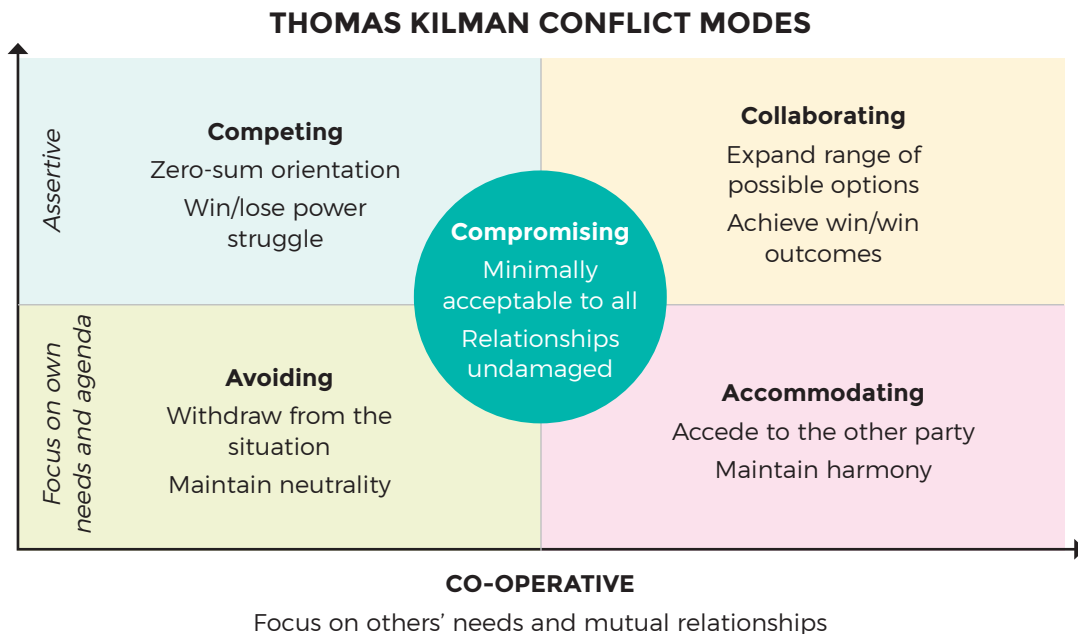 THOMAS KILMAN CONFLICT MODES
Assertive
Competing
Zero-sum orientation
Win/lose power
struggle
Collaborating
Expand range of
possible options
Achieve win/win
outcomes
Compromising
Minimally
acceptable to all
Relationships
undamaged
Focus on own
needs and agenda
Avoiding
Withdraw from the
situation
Maintain neutrality
Accommodating
Accede to the other party
Maintain harmony
CO-OPERATIVE
Focus on others’ needs and mutual relationships